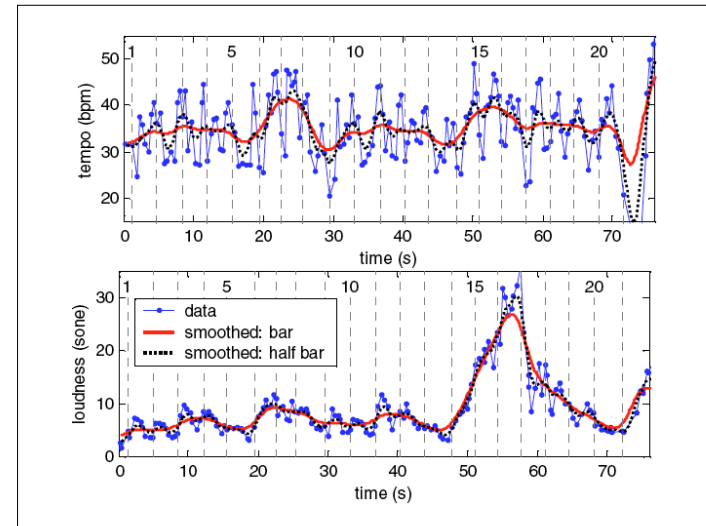 1 5 10 15 20
50
40
30
20
tempo (bpm)
0 10 20 30 40 50 60 70
time (s)
1 5 10 15 20
30
20
10
0
loudness (sone)
data
smoothed: bar
smoothed: half bar
0 10 20 30 40 50 60 70
time (s)